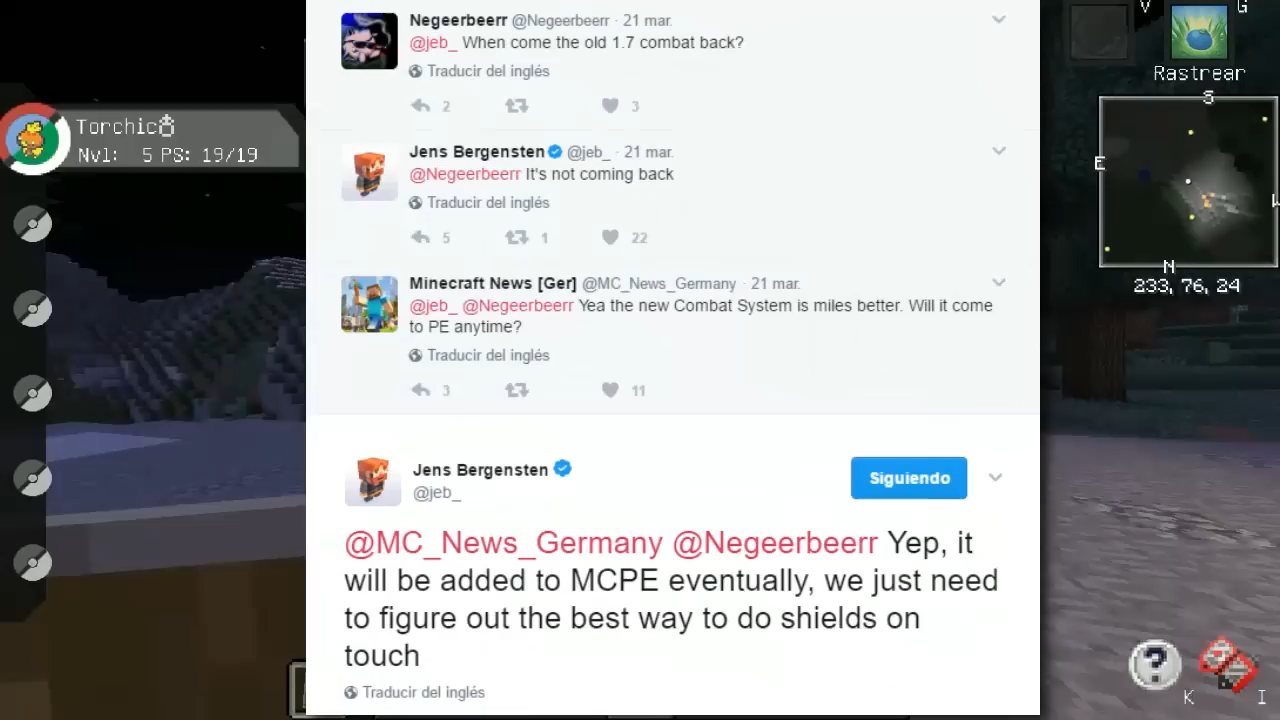 Negeerbeerr @Negeerbeerr · 21 mar.
@jeb_ When come the old 1.7 combat back?
Traducir del inglés
2 3
Jens Bergensten @jeb_ · 21 mar.
@Negeerbeerr It's not coming back
Traducir del inglés
5 1 22
Minecraft News [Ger] @MC_News_Germany · 21 mar.
@jeb_ @Negeerbeerr Yea the new Combat System is miles better. Will it come
to PE anytime?
Traducir del inglés
3 11
Jens Bergensten
@jeb_
Siguiendo
@MC_News_Germany @Negeerbeerr Yep, it
will be added to MCPE eventually, we just need
to figure out the best way to do shields on
touch
Traducir del inglés
Torchic
Nvl: 5 PS: 19/19
V G
Rastrear
S
E
N
233, 76, 24
K I